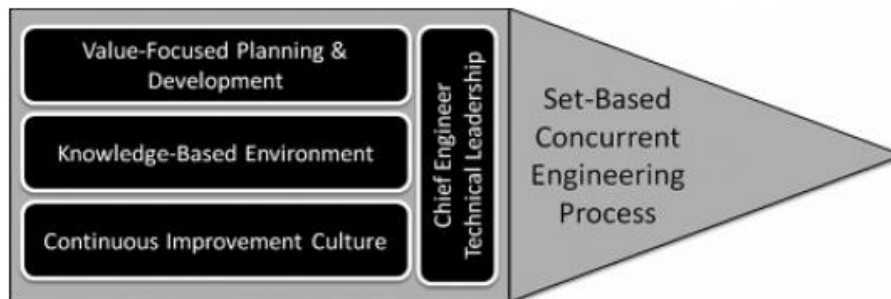 Value-Focused Planning &
Development
Knowledge-Based Environment
Continuous Improvement Culture
Chief Engineer
Technical Leadership
Set-Based
Concurrent
Engineering
Process